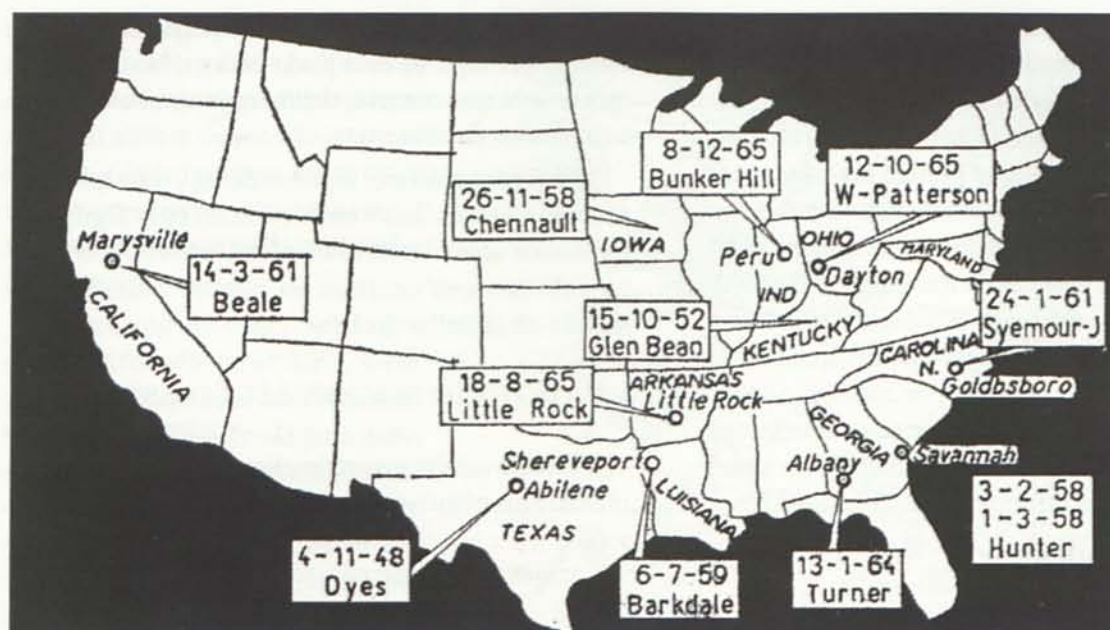 8-12-65
Bunker Hill
12-10-65
W-Patterson
26-11-58
Chennault
IOWA
Marysville
14-3-61
Beale
CALIFORNIA
Peru
OHIO
Dayton
MARYLAND
IND
15-10-52
Glen Bean
KENTUCKY
24-1-61
Syemour-J
CAROLINA
N.
Goldbsboro
18-8-65
Little Rock
ARKANSA'S
Little Rock
GEORGIA
Savannah
Albany
Shereveport
Abilene
LUISIANA
TEXAS
3-2-58
1-3-58
Hunter
4-11-48
Dyes
6-7-59
Barkdale
13-1-64
Turner